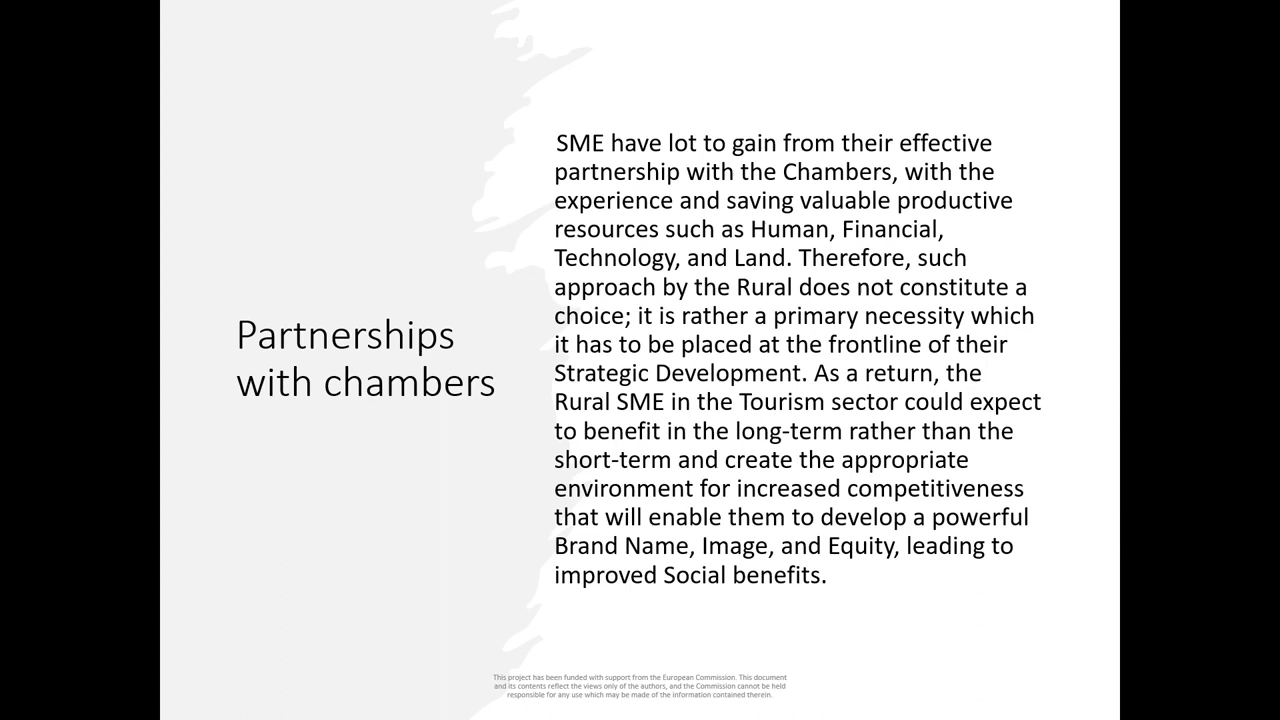 Partnerships
with chambers
SME have lot to gain from their effective
partnership with the Chambers, with the
experience and saving valuable productive
resources such as Human, Financial,
Technology, and Land. Therefore, such
approach by the Rural does not constitute a
choice; it is rather a primary necessity which
it has to be placed at the frontline of their
Strategic Development. As a return, the
Rural SME in the Tourism sector could expect
to benefit in the long-term rather than the
short-term and create the appropriate
environment for increased competitiveness
that will enable them to develop a powerful
Brand Name, Image, and Equity, leading to
improved Social benefits.
This project has been funded with support from the European Commission. This document
and its contents reflect the views only of the authors, and the Commission cannot be held
responsible for any use which may be made of the information contained therein.